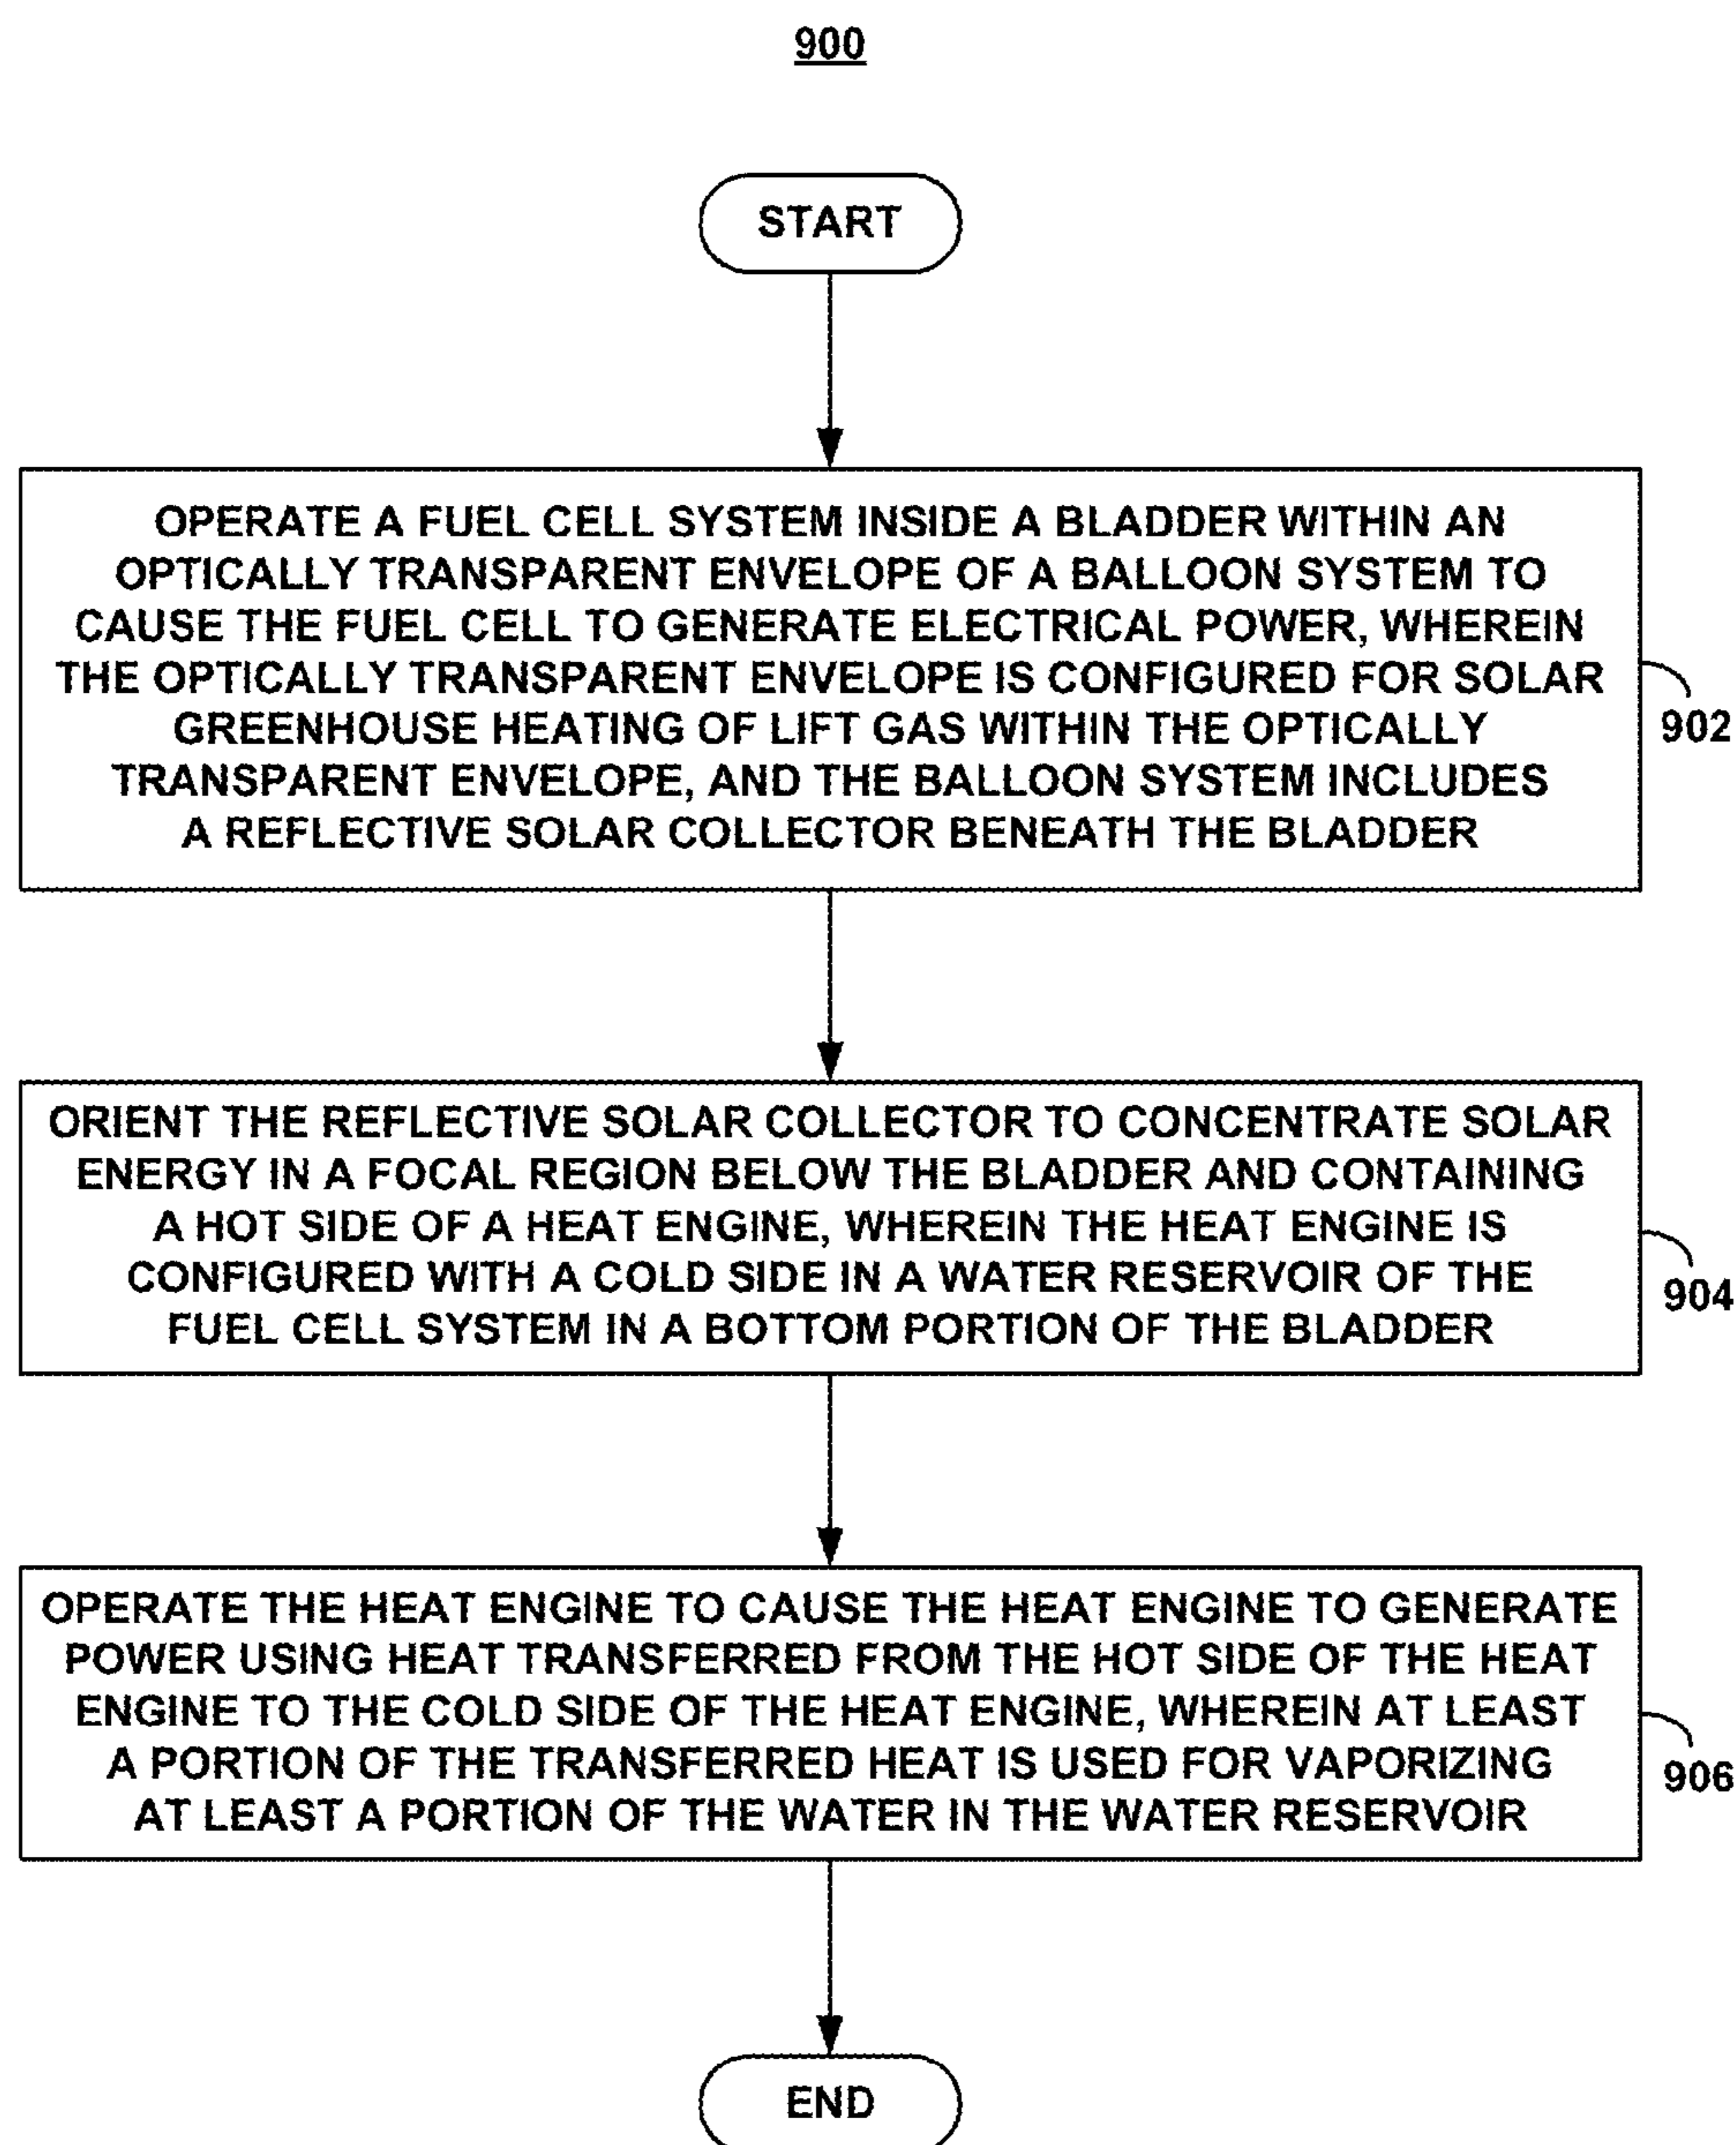 900
START
OPERATE A FUEL CELL SYSTEM INSIDE A BLADDER WITHIN AN
OPTICALLY TRANSPARENT ENVELOPE OF A BALLOON SYSTEM TO
CAUSE THE FUEL CELL TO GENERATE ELECTRICAL POWER, WHEREIN
THE OPTICALLY TRANSPARENT ENVELOPE IS CONFIGURED FOR SOLAR
GREENHOUSE HEATING OF LIFT GAS WITHIN THE OPTICALLY
TRANSPARENT ENVELOPE, AND THE BALLOON SYSTEM INCLUDES
A REFLECTIVE SOLAR COLLECTOR BENEATH THE BLADDER
902
ORIENT THE REFLECTIVE SOLAR COLLECTOR TO CONCENTRATE SOLAR
ENERGY IN A FOCAL REGION BELOW THE BLADDER AND CONTAINING
A HOT SIDE OF A HEAT ENGINE, WHEREIN THE HEAT ENGINE IS
CONFIGURED WITH A COLD SIDE IN A WATER RESERVOIR OF THE
FUEL CELL SYSTEM IN A BOTTOM PORTION OF THE BLADDER
904
OPERATE THE HEAT ENGINE TO CAUSE THE HEAT ENGINE TO GENERATE
POWER USING HEAT TRANSFERRED FROM THE HOT SIDE OF THE HEAT
ENGINE TO THE COLD SIDE OF THE HEAT ENGINE, WHEREIN AT LEAST
A PORTION OF THE TRANSFERRED HEAT IS USED FOR VAPORIZING
AT LEAST A PORTION OF THE WATER IN THE WATER RESERVOIR
906
END